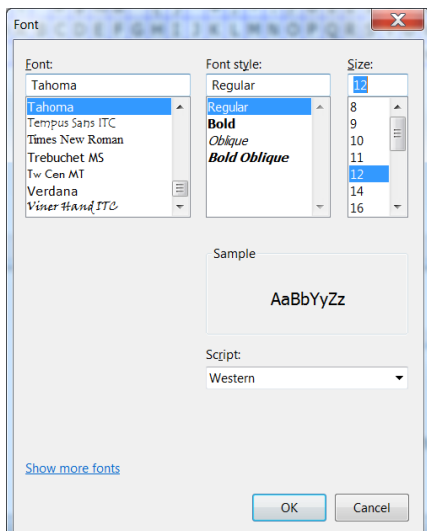 Font
Font:
Font style:
Size:
Tahoma
Regular
12
Tahoma
Tempus Sans ITC
Times New Roman
Trebuchet MS
Tw Cen MT
Verdana
Viner Hand ITC
Regular
Bold
Oblique
Bold Oblique
8
9
10
11
12
14
16
Sample
AaBbYyZz
Script:
Western
Show more fonts
OK
Cancel